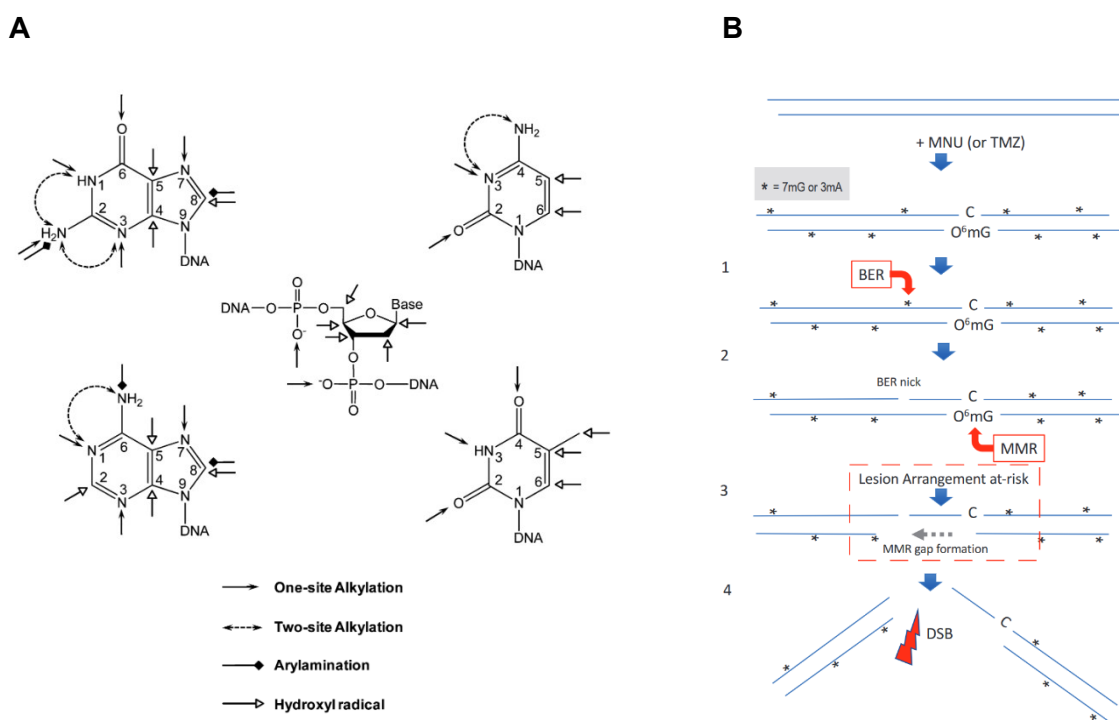 A
B
O
6
HN
1
5
N
7
8
2
4
N
3
N
9
H2N
DNA
NH2
N
3
4
5
2
6
O
1
N
DNA
O
DNA—O—P—O
O-
O
Base
O
-O—P—O—DNA
O
NH2
6
N
1
5
N
7
8
2
4
N
3
N
9
DNA
O
4
HN
3
5
2
6
O
1
N
DNA
One-site Alkylation
Two-site Alkylation
Arylamination
Hydroxyl radical
+ MNU (or TMZ)
* = 7mG or 3mA
* * C * *
* * O⁶mG * *
1
BER
* * C * *
* * O⁶mG * *
2
BER nick
* C * *
* * O⁶mG * *
MMR
3
Lesion Arrangement at-risk
* C * *
* * * *
MMR gap formation
4
DSB
C
* * * * *